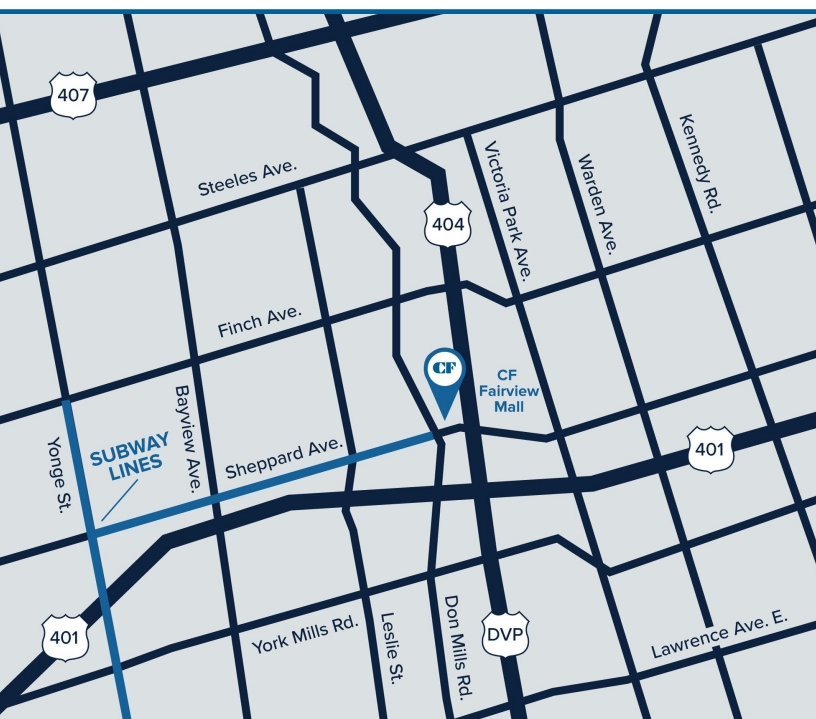 407
Steeles Ave.
404
Victoria Park Ave.
Warden Ave.
Kennedy Rd.
Finch Ave.
CF
CF
Fairview
Mall
Yonge St.
SUBWAY
LINES
Bayview Ave.
Sheppard Ave.
401
401
York Mills Rd.
Leslie St.
Don Mills Rd.
DVP
Lawrence Ave. E.